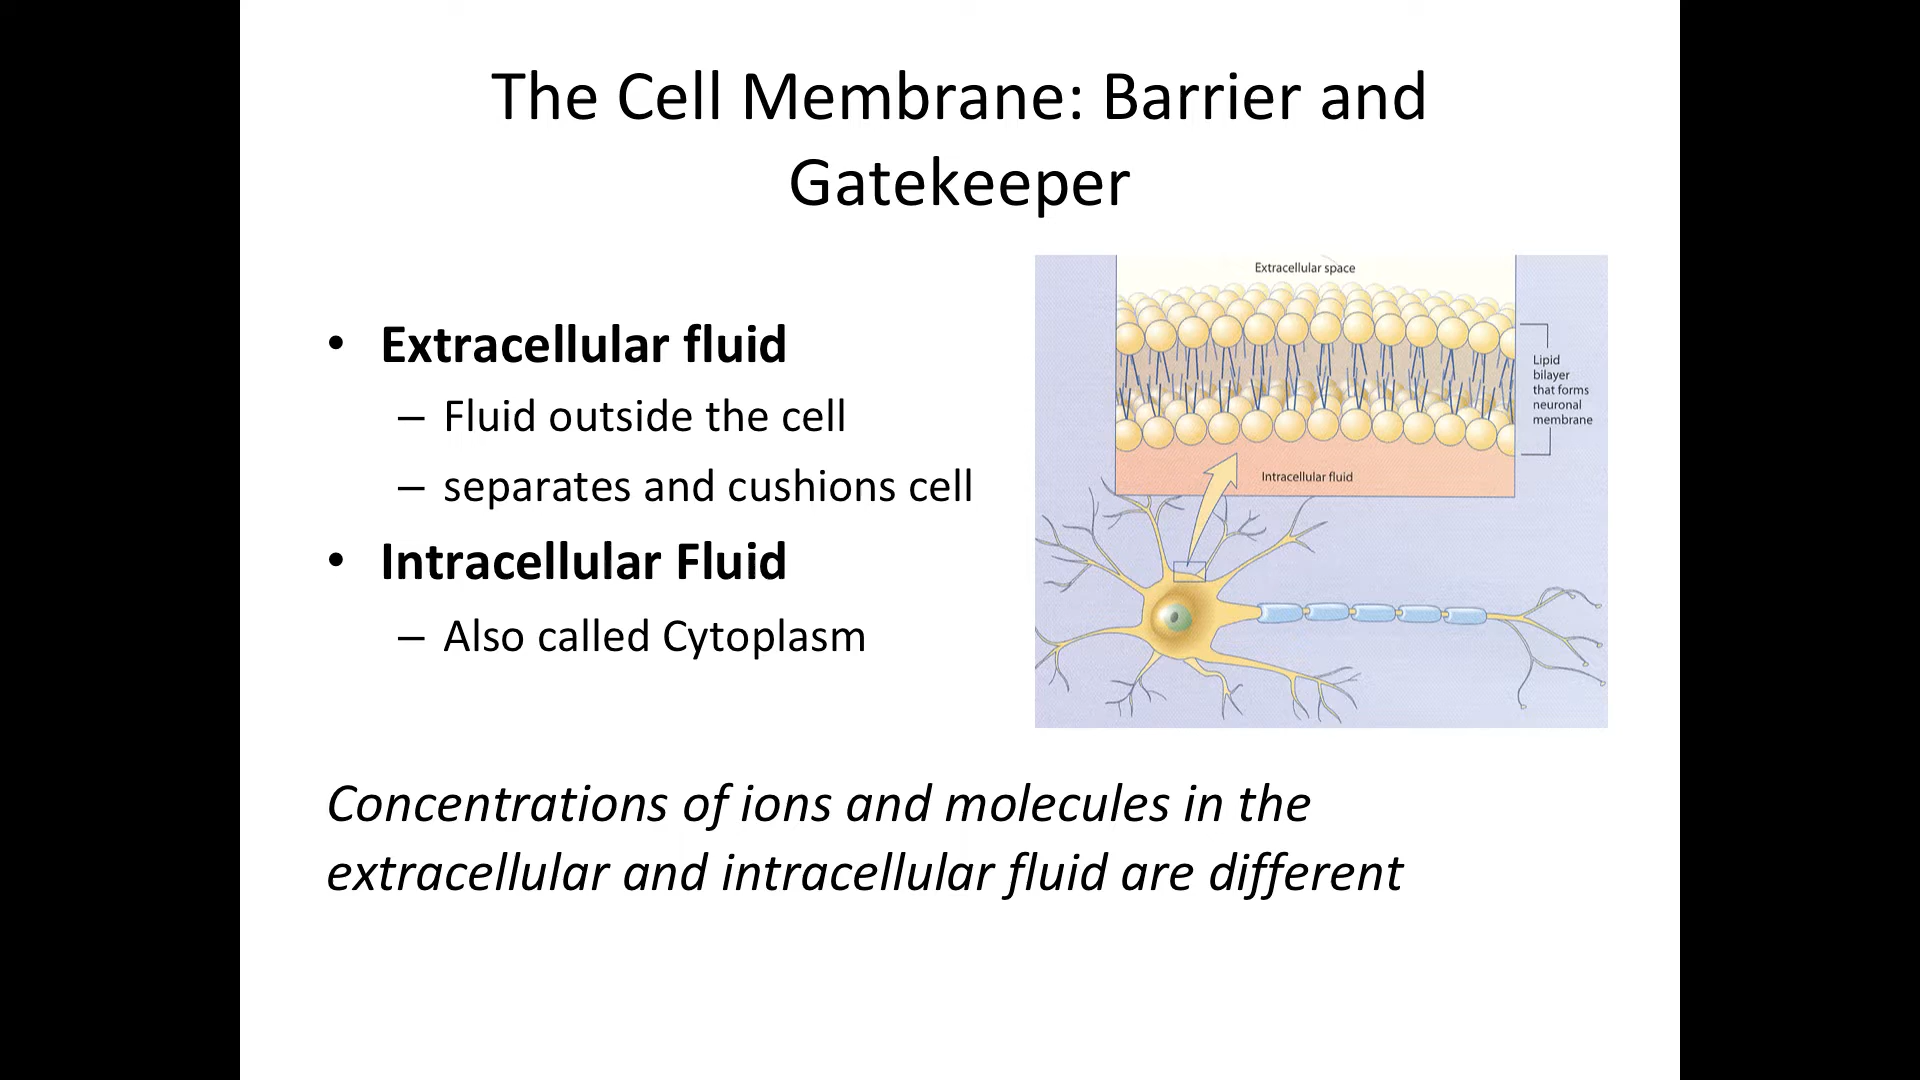 The Cell Membrane: Barrier and
Gatekeeper
• Extracellular fluid
– Fluid outside the cell
– separates and cushions cell
• Intracellular Fluid
– Also called Cytoplasm
Extracellular space
Lipid
bilayer
that forms
neuronal
membrane
Intracellular fluid
Concentrations of ions and molecules in the
extracellular and intracellular fluid are different